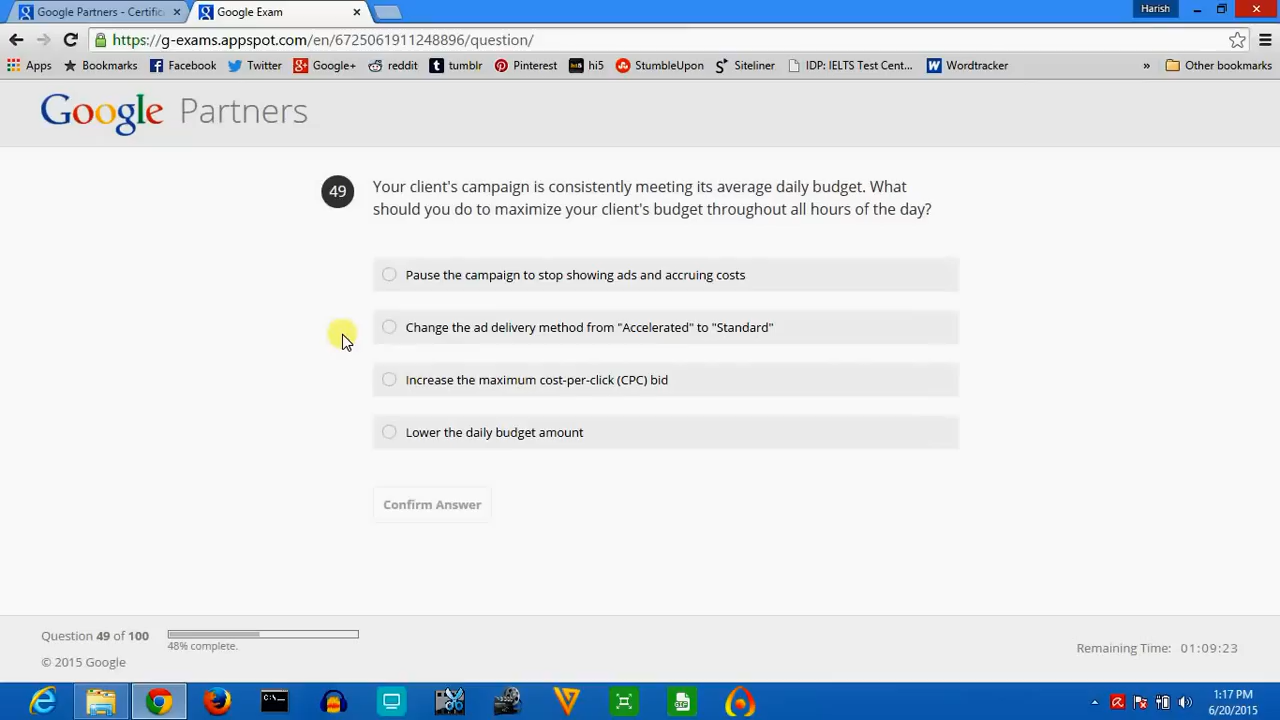 Google Partners - Certific
Google Exam
Harish
https://g-exams.appspot.com/en/6725061911248896/question/
Apps Bookmarks Facebook Twitter Google+ reddit tumblr Pinterest hi5 StumbleUpon Siteliner IDP: IELTS Test Cent... Wordtracker » Other bookmarks
Google Partners
49 Your client's campaign is consistently meeting its average daily budget. What
should you do to maximize your client's budget throughout all hours of the day?
Pause the campaign to stop showing ads and accruing costs
Change the ad delivery method from "Accelerated" to "Standard"
Increase the maximum cost-per-click (CPC) bid
Lower the daily budget amount
Confirm Answer
Question 49 of 100
48% complete.
Remaining Time: 01:09:23
© 2015 Google
1:17 PM
6/20/2015